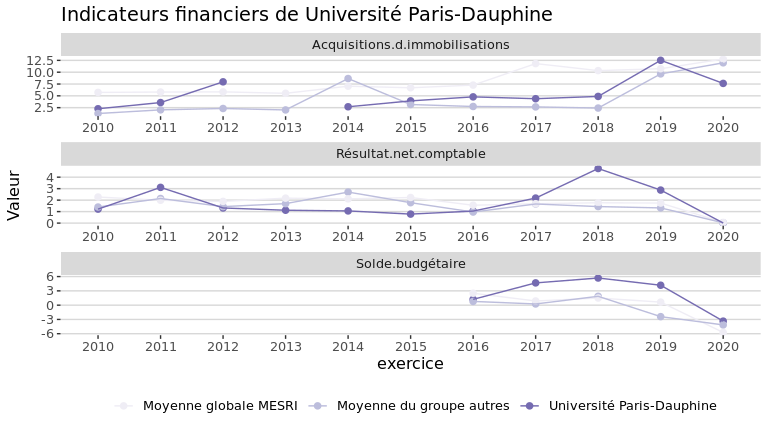 Indicateurs financiers de Université Paris-Dauphine
Acquisitions.d.immobilisations
12.5
10.0
7.5
5.0
2.5
2010 2011 2012 2013 2014 2015 2016 2017 2018 2019 2020
Résultat.net.comptable
4
3
2
1
0
2010 2011 2012 2013 2014 2015 2016 2017 2018 2019 2020
Solde.budgétaire
6
3
0
-3
-6
2010 2011 2012 2013 2014 2015 2016 2017 2018 2019 2020
Valeur
exercice
Moyenne globale MESRI Moyenne du groupe autres Université Paris-Dauphine